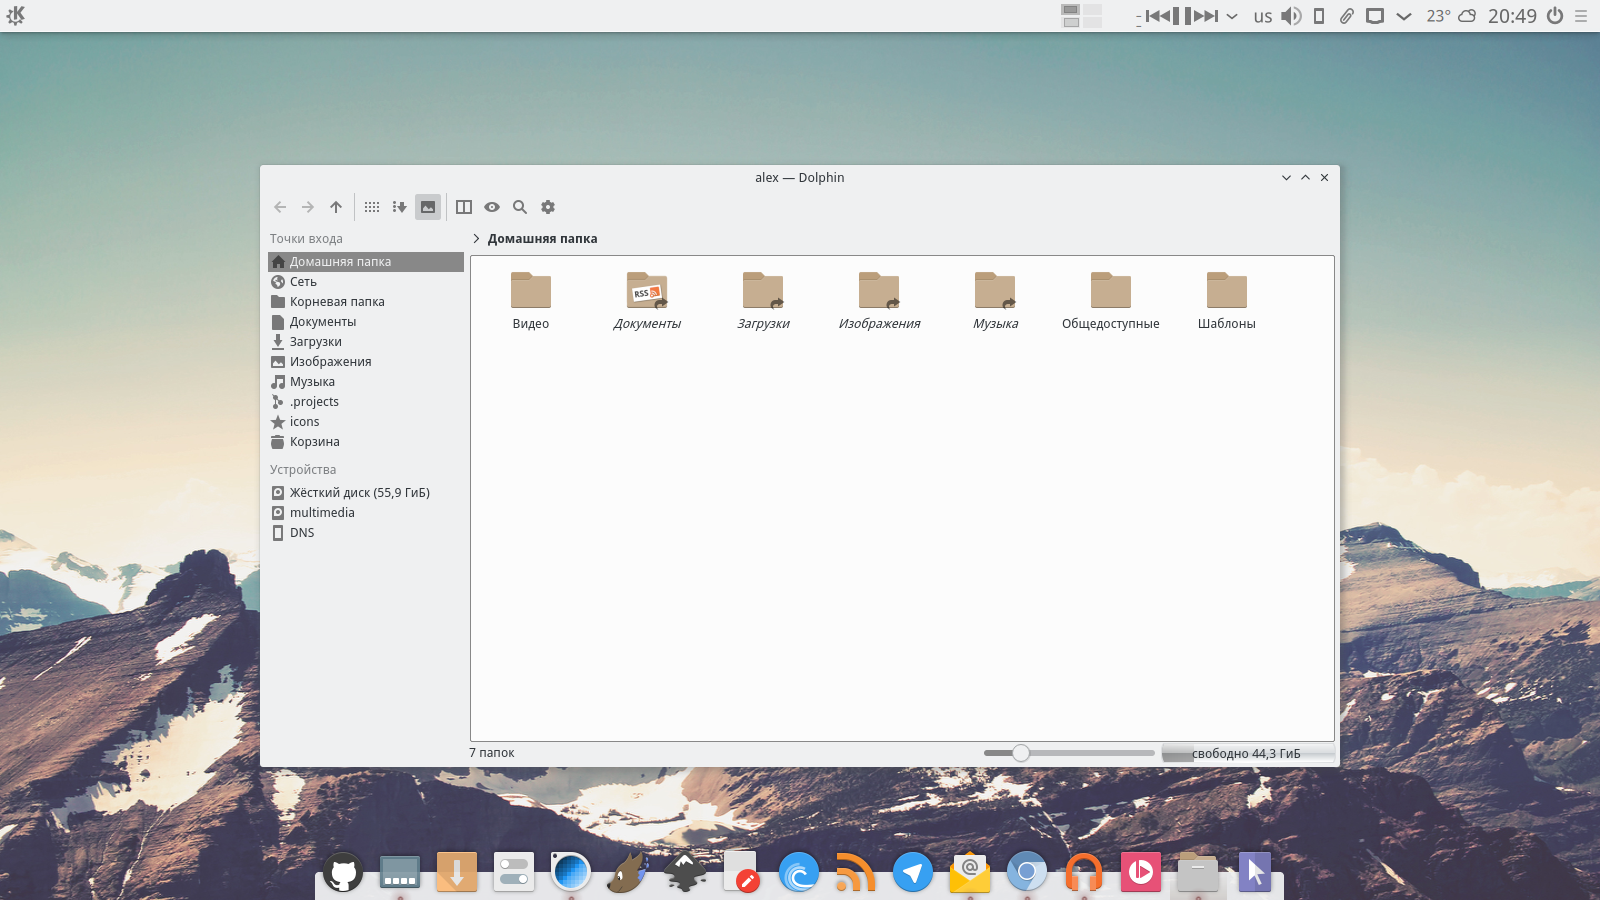 us
23°
20:49
alex — Dolphin
Точки входа
Домашняя папка
Домашняя папка
Сеть
Корневая папка
Документы
Загрузки
Изображения
Музыка
.projects
icons
Корзина
Устройства
Жёсткий диск (55,9 ГиБ)
multimedia
DNS
RSS
Видео
Документы
Загрузки
Изображения
Музыка
Общедоступные
Шаблоны
7 папок
свободно 44,3 ГиБ
@